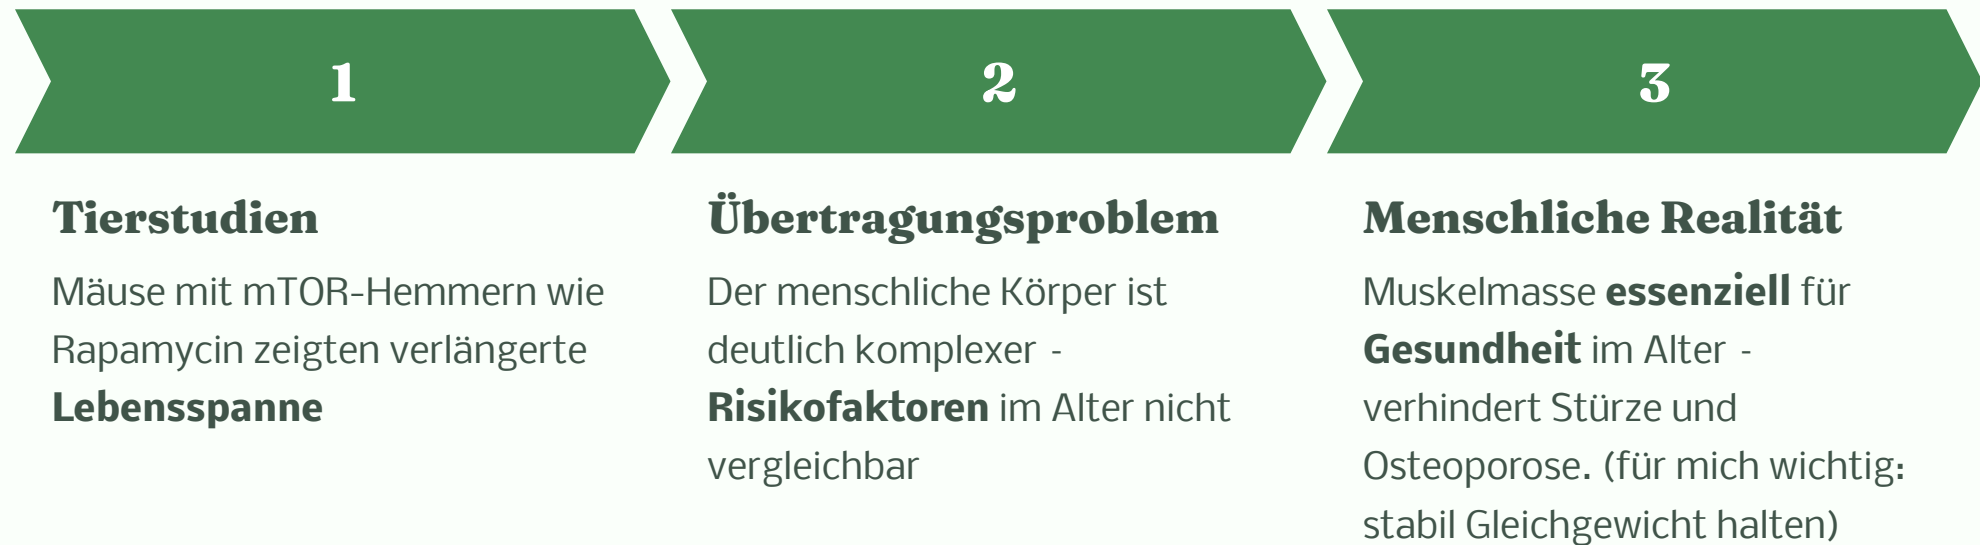 1
Tierstudien
Mäuse mit mTOR-Hemmern wie
Rapamycin zeigten verlängerte
Lebensspanne
2
Übertragungsproblem
Der menschliche Körper ist
deutlich komplexer -
Risikofaktoren im Alter nicht
vergleichbar
3
Menschliche Realität
Muskelmasse essenziell für
Gesundheit im Alter -
verhindert Stürze und
Osteoporose. (für mich wichtig:
stabil Gleichgewicht halten)